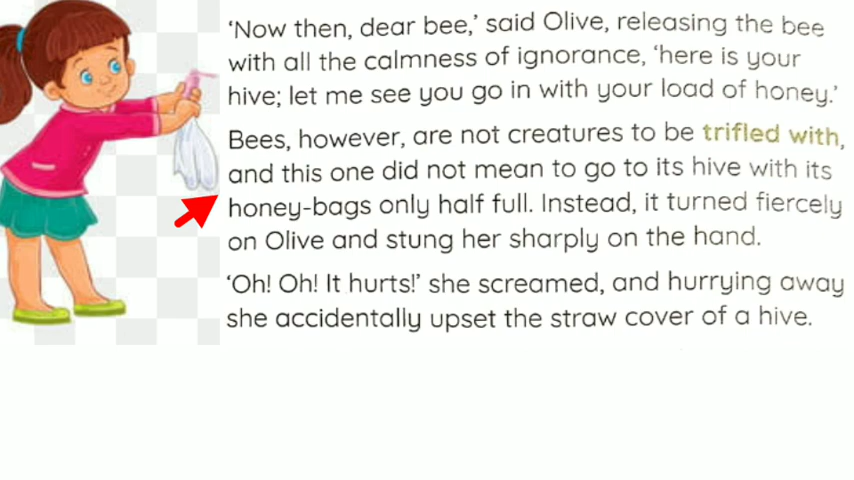 ‘Now then, dear bee,’ said Olive, releasing the bee
with all the calmness of ignorance, ‘here is your
hive; let me see you go in with your load of honey.’
Bees, however, are not creatures to be trifled with,
and this one did not mean to go to its hive with its
honey-bags only half full. Instead, it turned fiercely
on Olive and stung her sharply on the hand.
‘Oh! Oh! It hurts!’ she screamed, and hurrying away
she accidentally upset the straw cover of a hive.